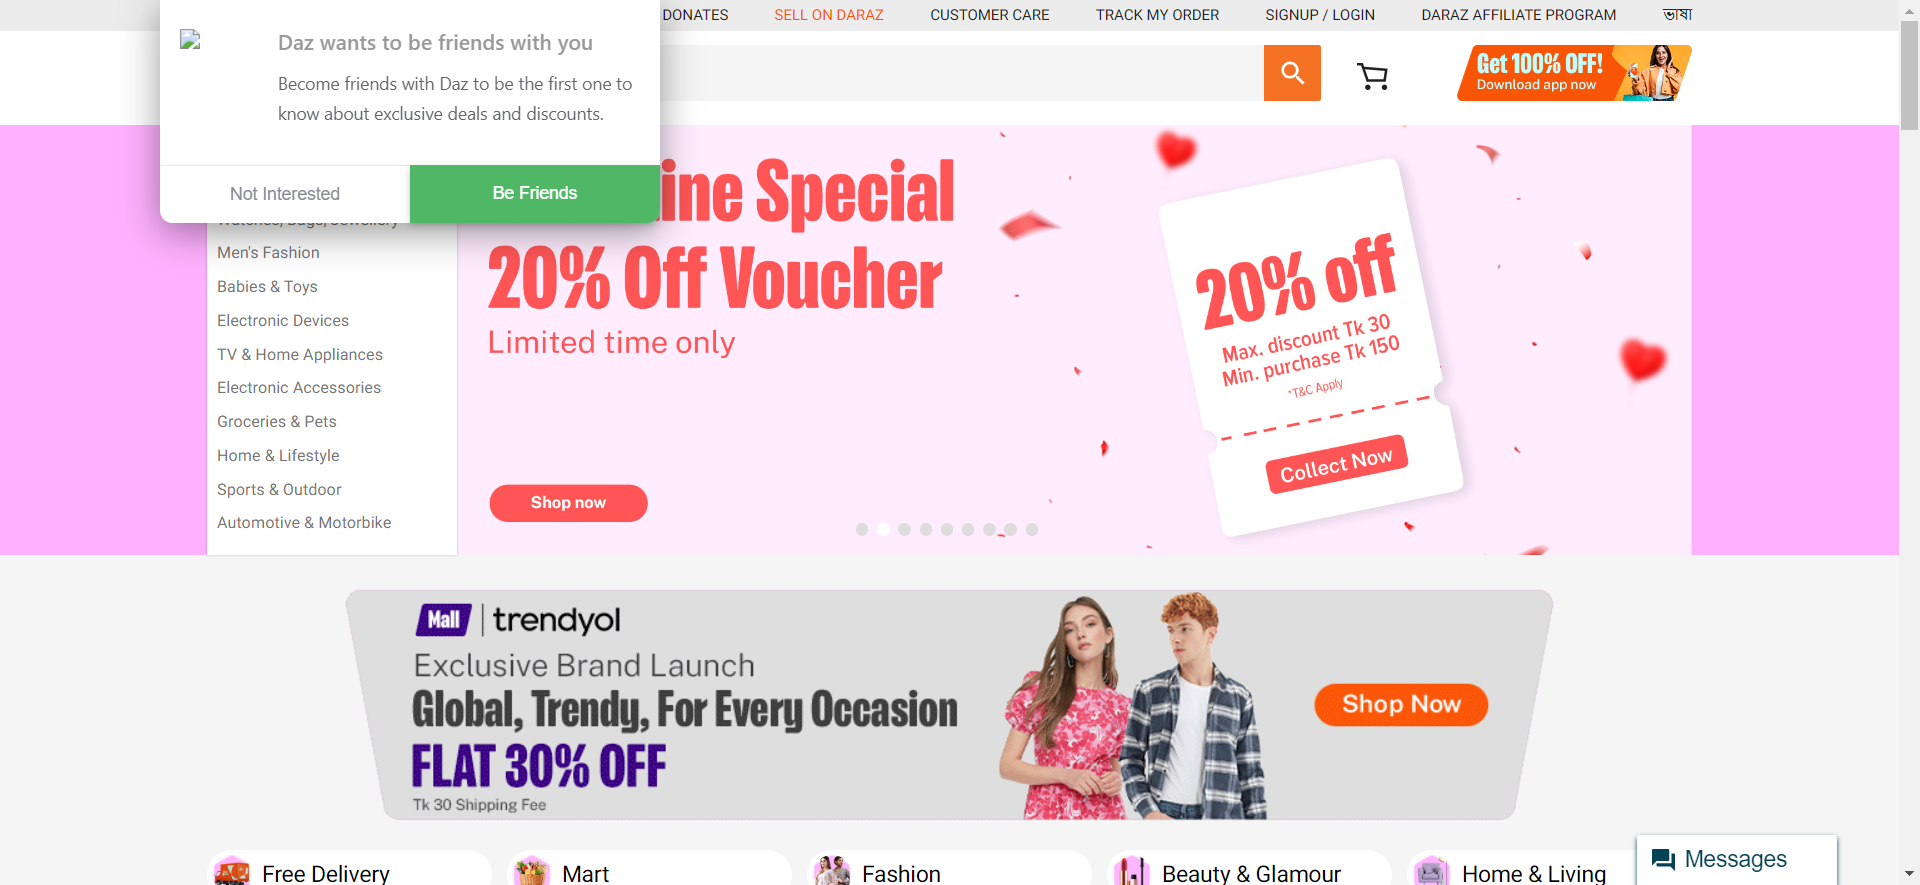 DONATES
SELL ON DARAZ
CUSTOMER CARE
TRACK MY ORDER
SIGNUP / LOGIN
DARAZ AFFILIATE PROGRAM
ভাষা
Daz wants to be friends with you
Become friends with Daz to be the first one to
know about exclusive deals and discounts.
Not Interested
Be Friends
Get 100% OFF!
Download app now
Watches, Bags, Jewellery
Men's Fashion
Babies & Toys
Electronic Devices
TV & Home Appliances
Electronic Accessories
Groceries & Pets
Home & Lifestyle
Sports & Outdoor
Automotive & Motorbike
ine Special
20% Off Voucher
Limited time only
Shop now
20% off
Max. discount Tk 30
Min. purchase Tk 150
*T&C Apply
Collect Now
Mall | trendyol
Exclusive Brand Launch
Global, Trendy, For Every Occasion
FLAT 30% OFF
Tk 30 Shipping Fee
Shop Now
Free Delivery
Mart
Fashion
Beauty & Glamour
Home & Living
Messages